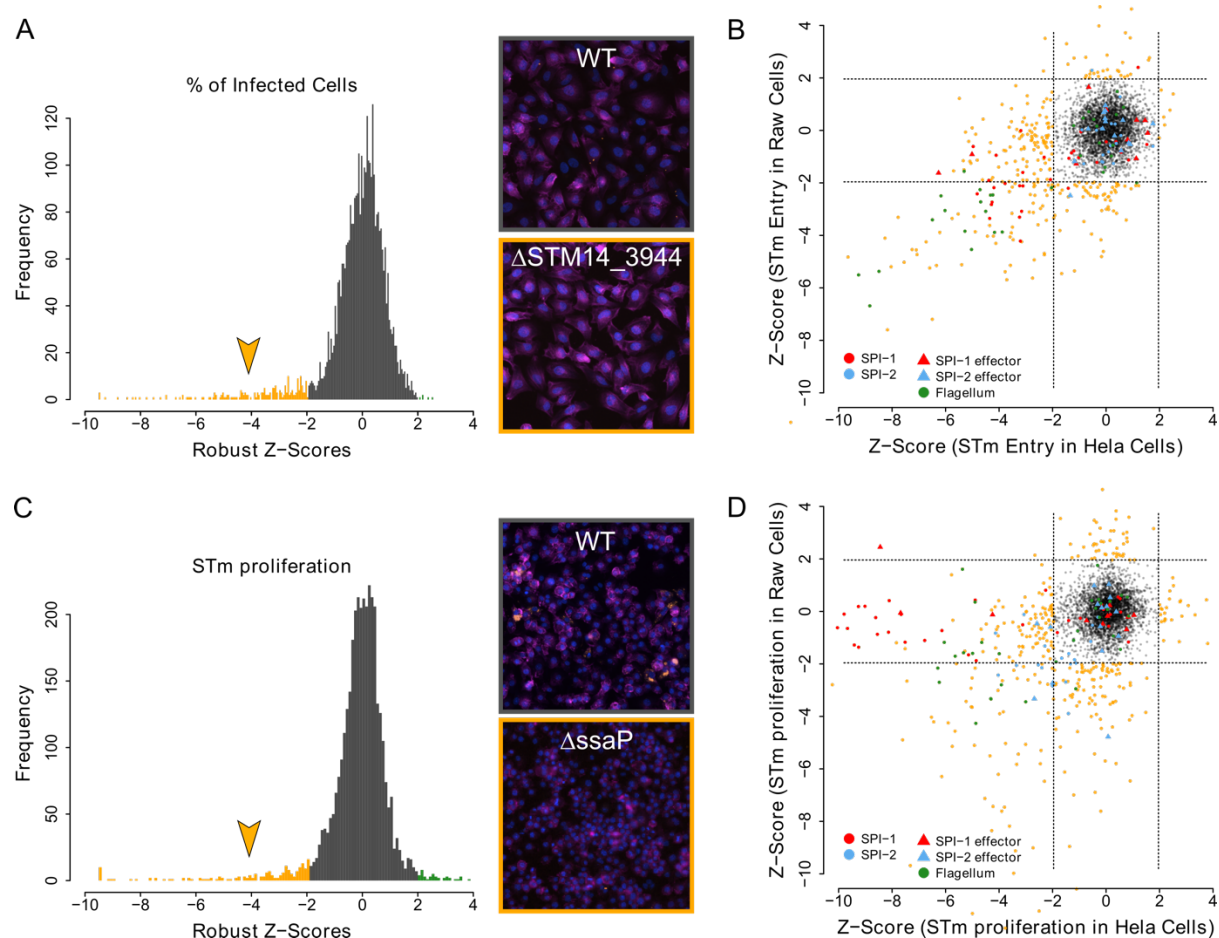 A
% of Infected Cells
Frequency
0 20 40 60 80 100 120
−10 −8 −6 −4 −2 0 2 4
Robust Z−Scores
WT
ΔSTM14_3944
B
Z−Score (STm Entry in Raw Cells)
4
2
0
−2
−4
−6
−8
−10
SPI−1
SPI−2
SPI−1 effector
SPI−2 effector
Flagellum
−10 −8 −6 −4 −2 0 2 4
Z−Score (STm Entry in Hela Cells)
C
STm proliferation
Frequency
0 50 100 150 200
−10 −8 −6 −4 −2 0 2 4
Robust Z−Scores
WT
ΔssaP
D
Z−Score (STm proliferation in Raw Cells)
4
2
0
−2
−4
−6
−8
−10
SPI−1
SPI−2
SPI−1 effector
SPI−2 effector
Flagellum
−10 −8 −6 −4 −2 0 2 4
Z−Score (STm proliferation in Hela Cells)